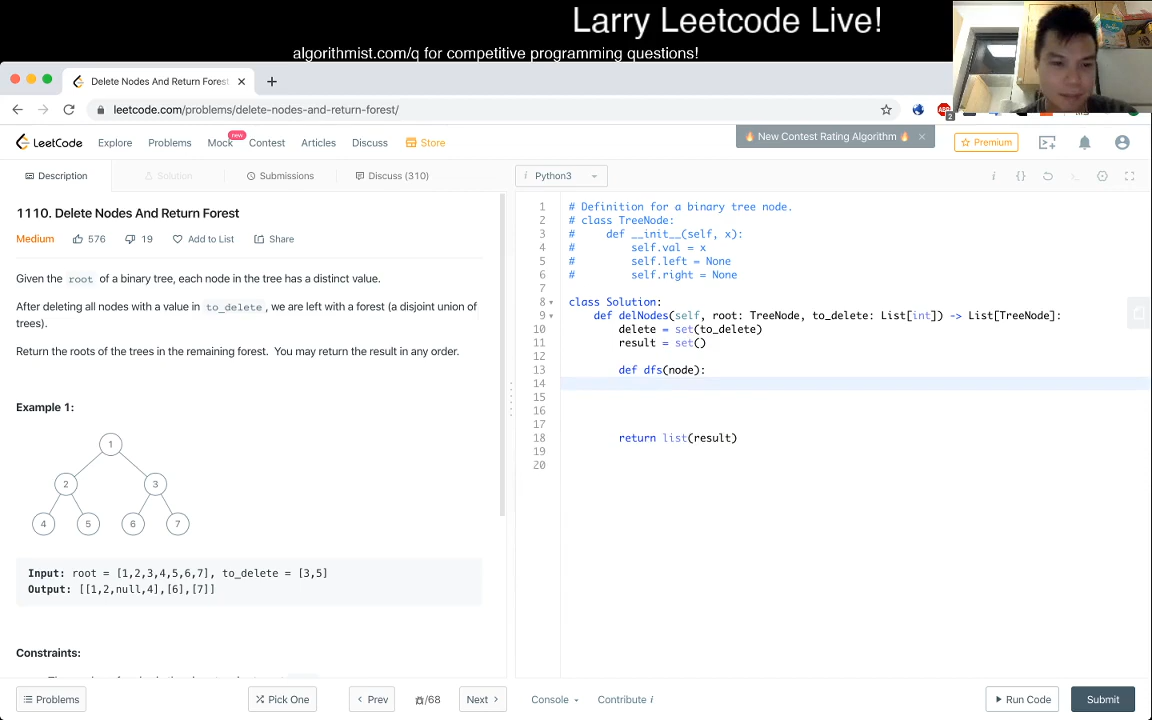 Larry Leetcode Live!
algorithmist.com/q for competitive programming questions!
Delete Nodes And Return Forest
leetcode.com/problems/delete-nodes-and-return-forest/
LeetCode
Explore
Problems
Mock
new
Contest
Articles
Discuss
Store
🔥 New Contest Rating Algorithm 🔥
Premium
Description
Solution
Submissions
Discuss (310)
i Python3
1110. Delete Nodes And Return Forest
Medium 576 19 Add to List Share
Given the root of a binary tree, each node in the tree has a distinct value.
After deleting all nodes with a value in to_delete, we are left with a forest (a disjoint union of
trees).
Return the roots of the trees in the remaining forest. You may return the result in any order.
Example 1:
1
2 3
4 5 6 7
Input: root = [1,2,3,4,5,6,7], to_delete = [3,5]
Output: [[1,2,null,4],[6],[7]]
Constraints:
1 # Definition for a binary tree node.
2 # class TreeNode:
3 #     def __init__(self, x):
4 #         self.val = x
5 #         self.left = None
6 #         self.right = None
7
8 class Solution:
9     def delNodes(self, root: TreeNode, to_delete: List[int]) -> List[TreeNode]:
10         delete = set(to_delete)
11         result = set()
12
13         def dfs(node):
14
15
16
17
18         return list(result)
19
20
Problems
Pick One
Prev
/68
Next
Console
Contribute i
Run Code
Submit